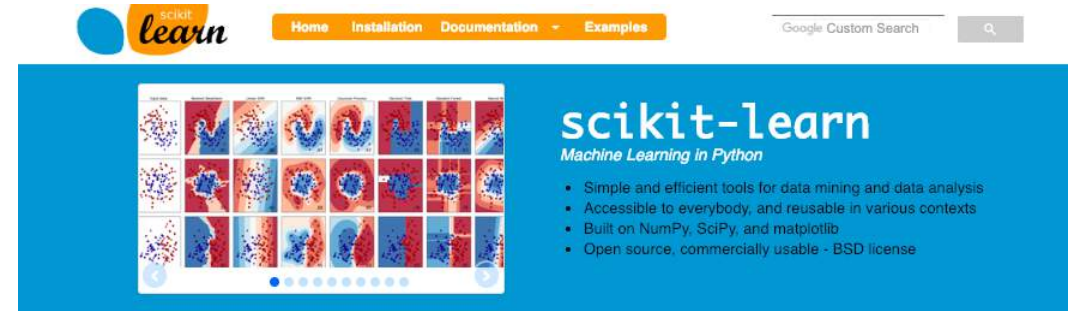 scikit
learn
Home Installation Documentation Examples
Google Custom Search
scikit-learn
Machine Learning in Python
Simple and efficient tools for data mining and data analysis
Accessible to everybody, and reusable in various contexts
Built on NumPy, SciPy, and matplotlib
Open source, commercially usable - BSD license